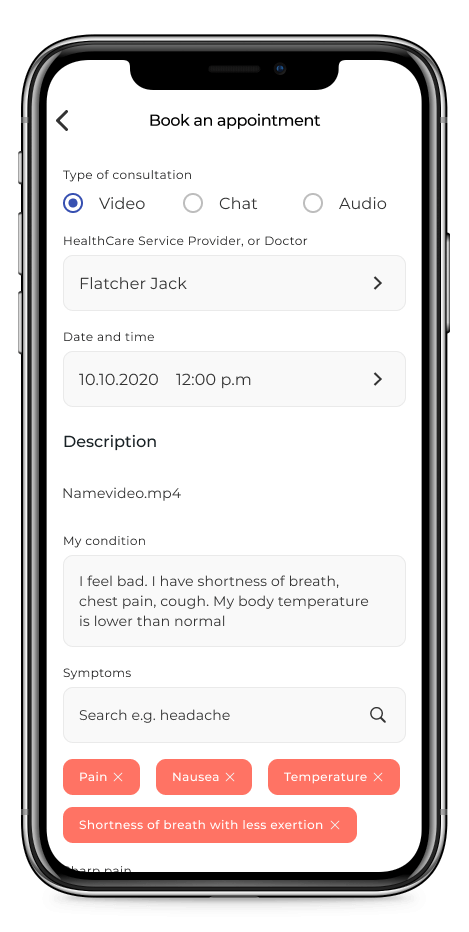 Book an appointment
Type of consultation
Video Chat Audio
HealthCare Service Provider, or Doctor
Flatcher Jack
Date and time
10.10.2020 12:00 p.m
Description
Namevideo.mp4
My condition
I feel bad. I have shortness of breath,
chest pain, cough. My body temperature
is lower than normal
Symptoms
Search e.g. headache
Pain Nausea Temperature
Shortness of breath with less exertion
Sharp pain